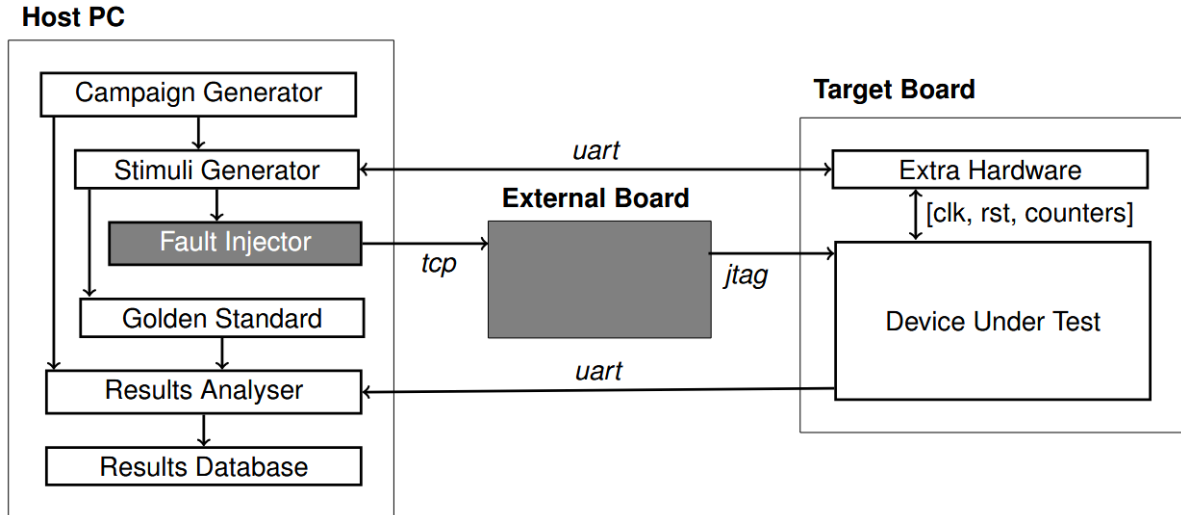 Host PC
Campaign Generator
Stimuli Generator
Fault Injector
Golden Standard
Results Analyser
Results Database
uart
External Board
tcp
jtag
uart
Target Board
Extra Hardware
[clk, rst, counters]
Device Under Test